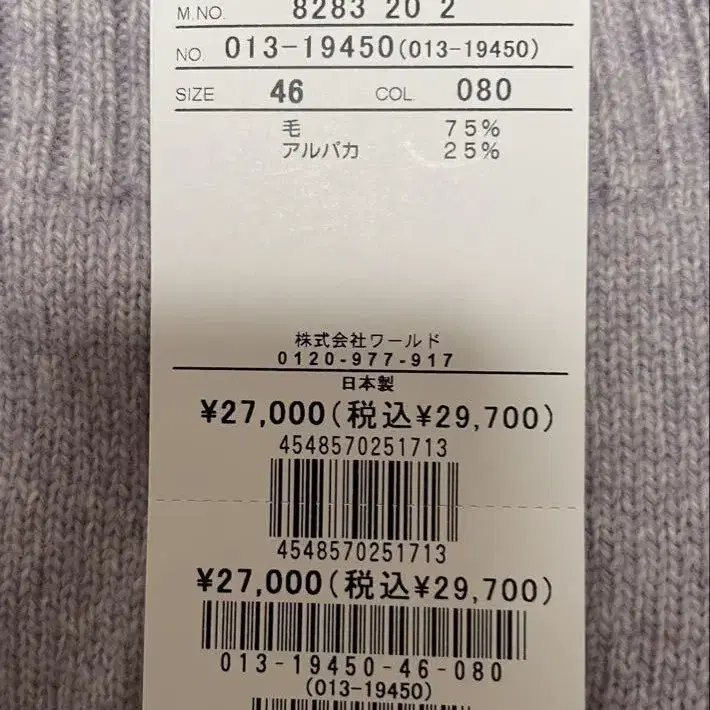 M.NO. 8283 20 2
NO. 013-19450(013-19450)
SIZE 46 COL 080
毛 75%
アルパカ 25%
株式会社ワールド
0120-977-917
日本製
¥27,000(税込¥29,700)
4548570251713
4548570251713
¥27,000(税込¥29,700)
013-19450-46-080
(013-19450)